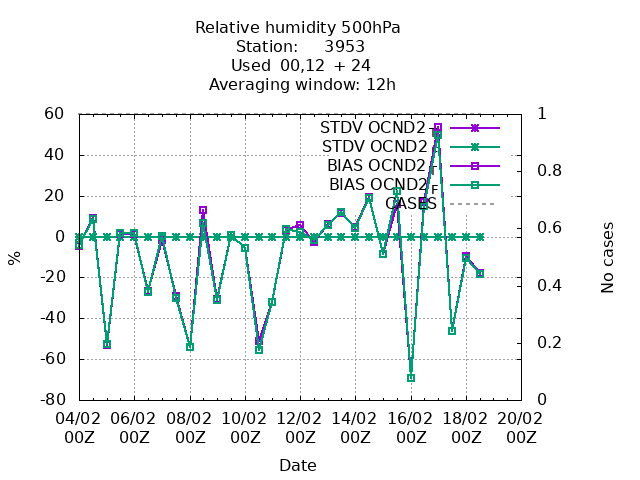 Relative humidity 500hPa
Station: 3953
Used 00,12 + 24
Averaging window: 12h
60 40 20 0 -20 -40 -60 -80
%
1 0.8 0.6 0.4 0.2 0
No cases
STDV OCND2-
STDV OCND2
BIAS OCND2
BIAS OCND2
CASES
04/02 06/02 08/02 10/02 12/02 14/02 16/02 18/02 20/02
00Z 00Z 00Z 00Z 00Z 00Z 00Z 00Z 00Z
Date